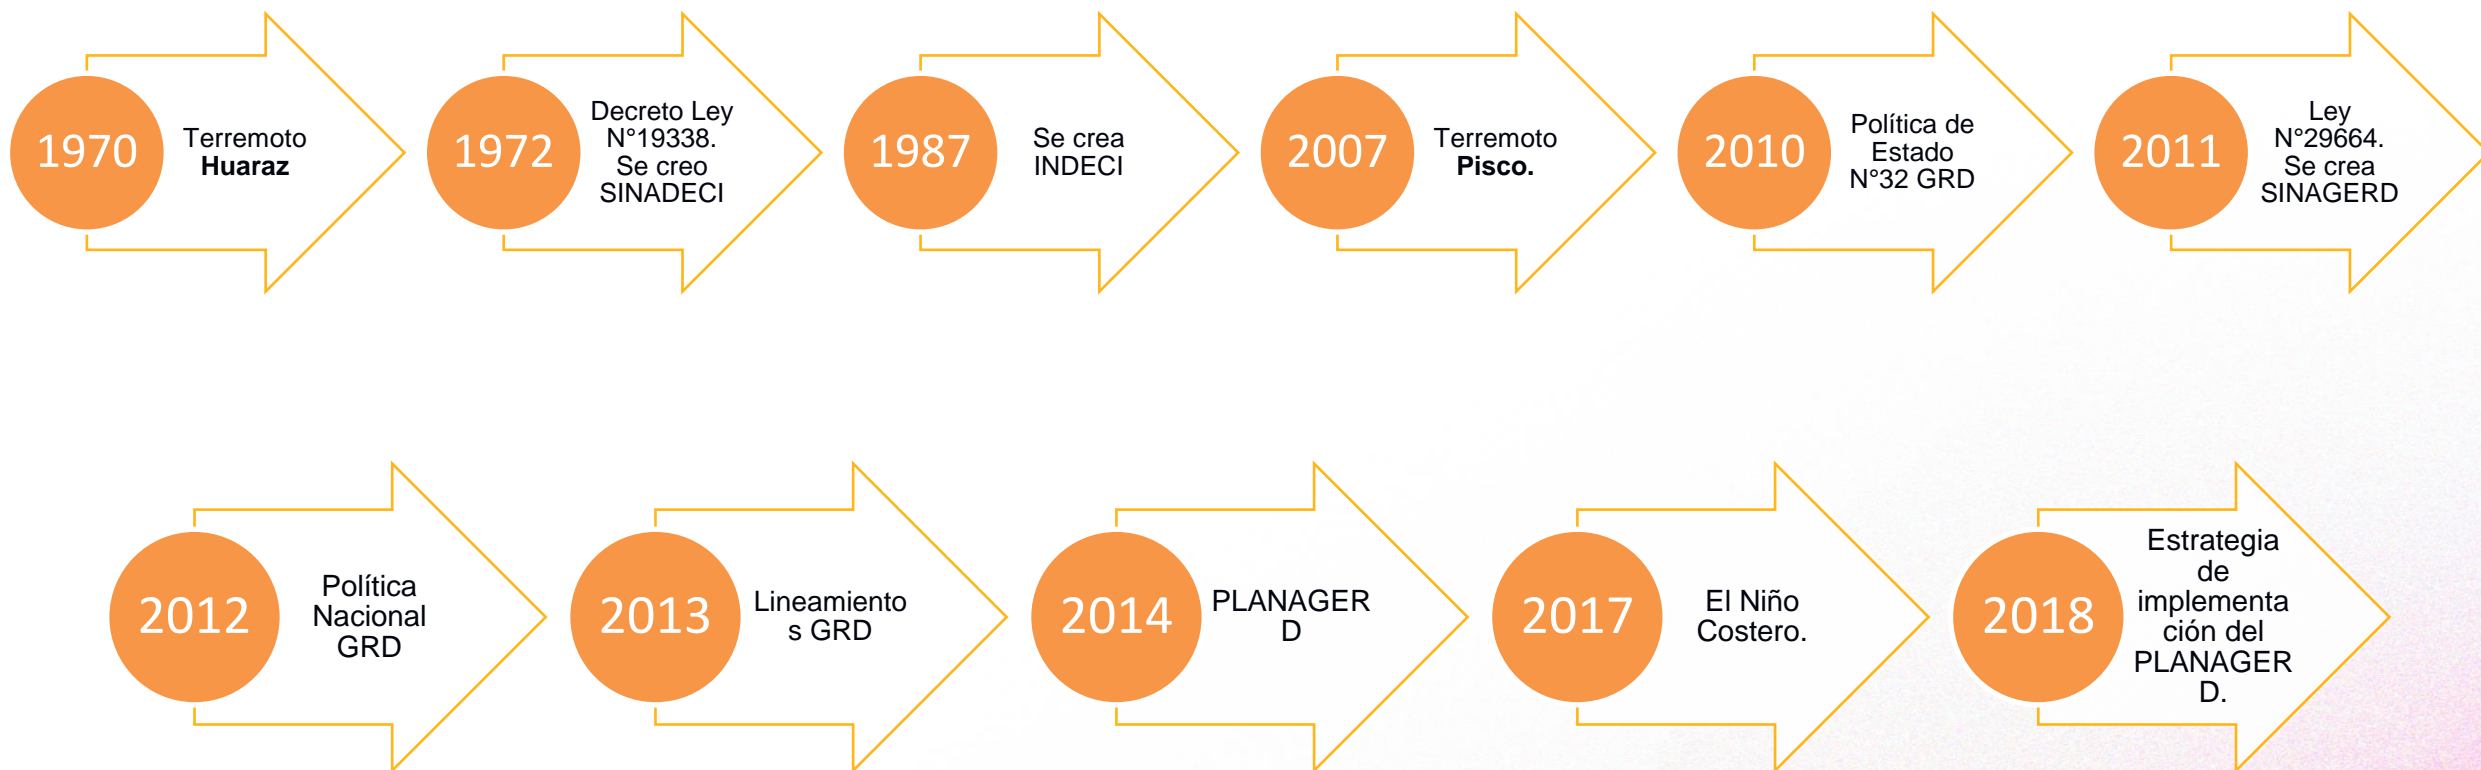 1970
Terremoto
Huaraz
1972
Decreto Ley
N°19338.
Se creo
SINADECI
1987
Se crea
INDECI
2007
Terremoto
Pisco.
2010
Política de
Estado
N°32 GRD
2011
Ley
N°29664.
Se crea
SINAGERD
2012
Política
Nacional
GRD
2013
Lineamiento
s GRD
2014
PLANAGER
D
2017
El Niño
Costero.
2018
Estrategia
de
implementa
ción del
PLANAGER
D.